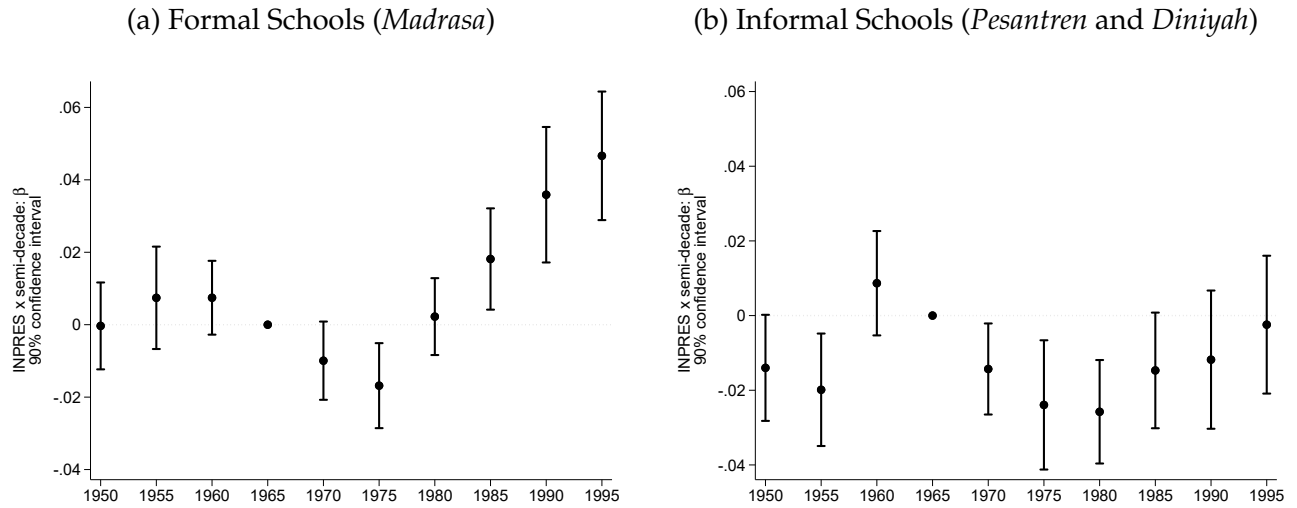 (a) Formal Schools (Madrasa)
INPRES x semi-decade: β
90% confidence interval
.06
.04
.02
0
-.02
-.04
1950 1955 1960 1965 1970 1975 1980 1985 1990 1995
(b) Informal Schools (Pesantren and Diniyah)
INPRES x semi-decade: β
90% confidence interval
.06
.04
.02
0
-.02
-.04
1950 1955 1960 1965 1970 1975 1980 1985 1990 1995